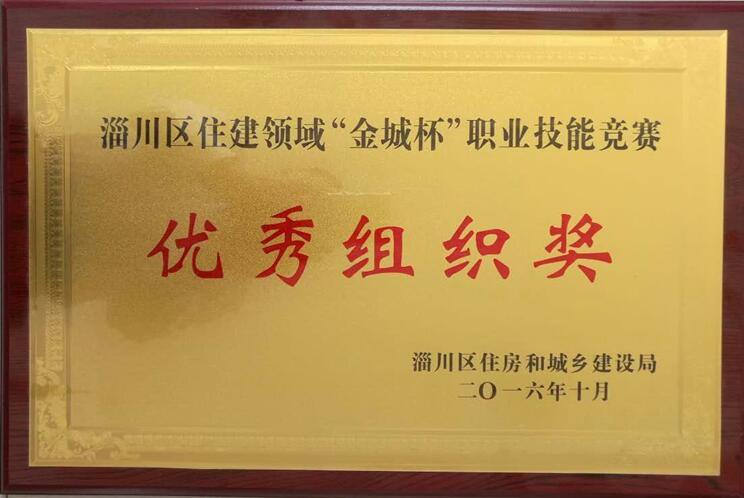 淄川区住建领域“金城杯”职业技能竞赛
优秀组织奖
淄川区住房和城乡建设局
二〇一六年十月